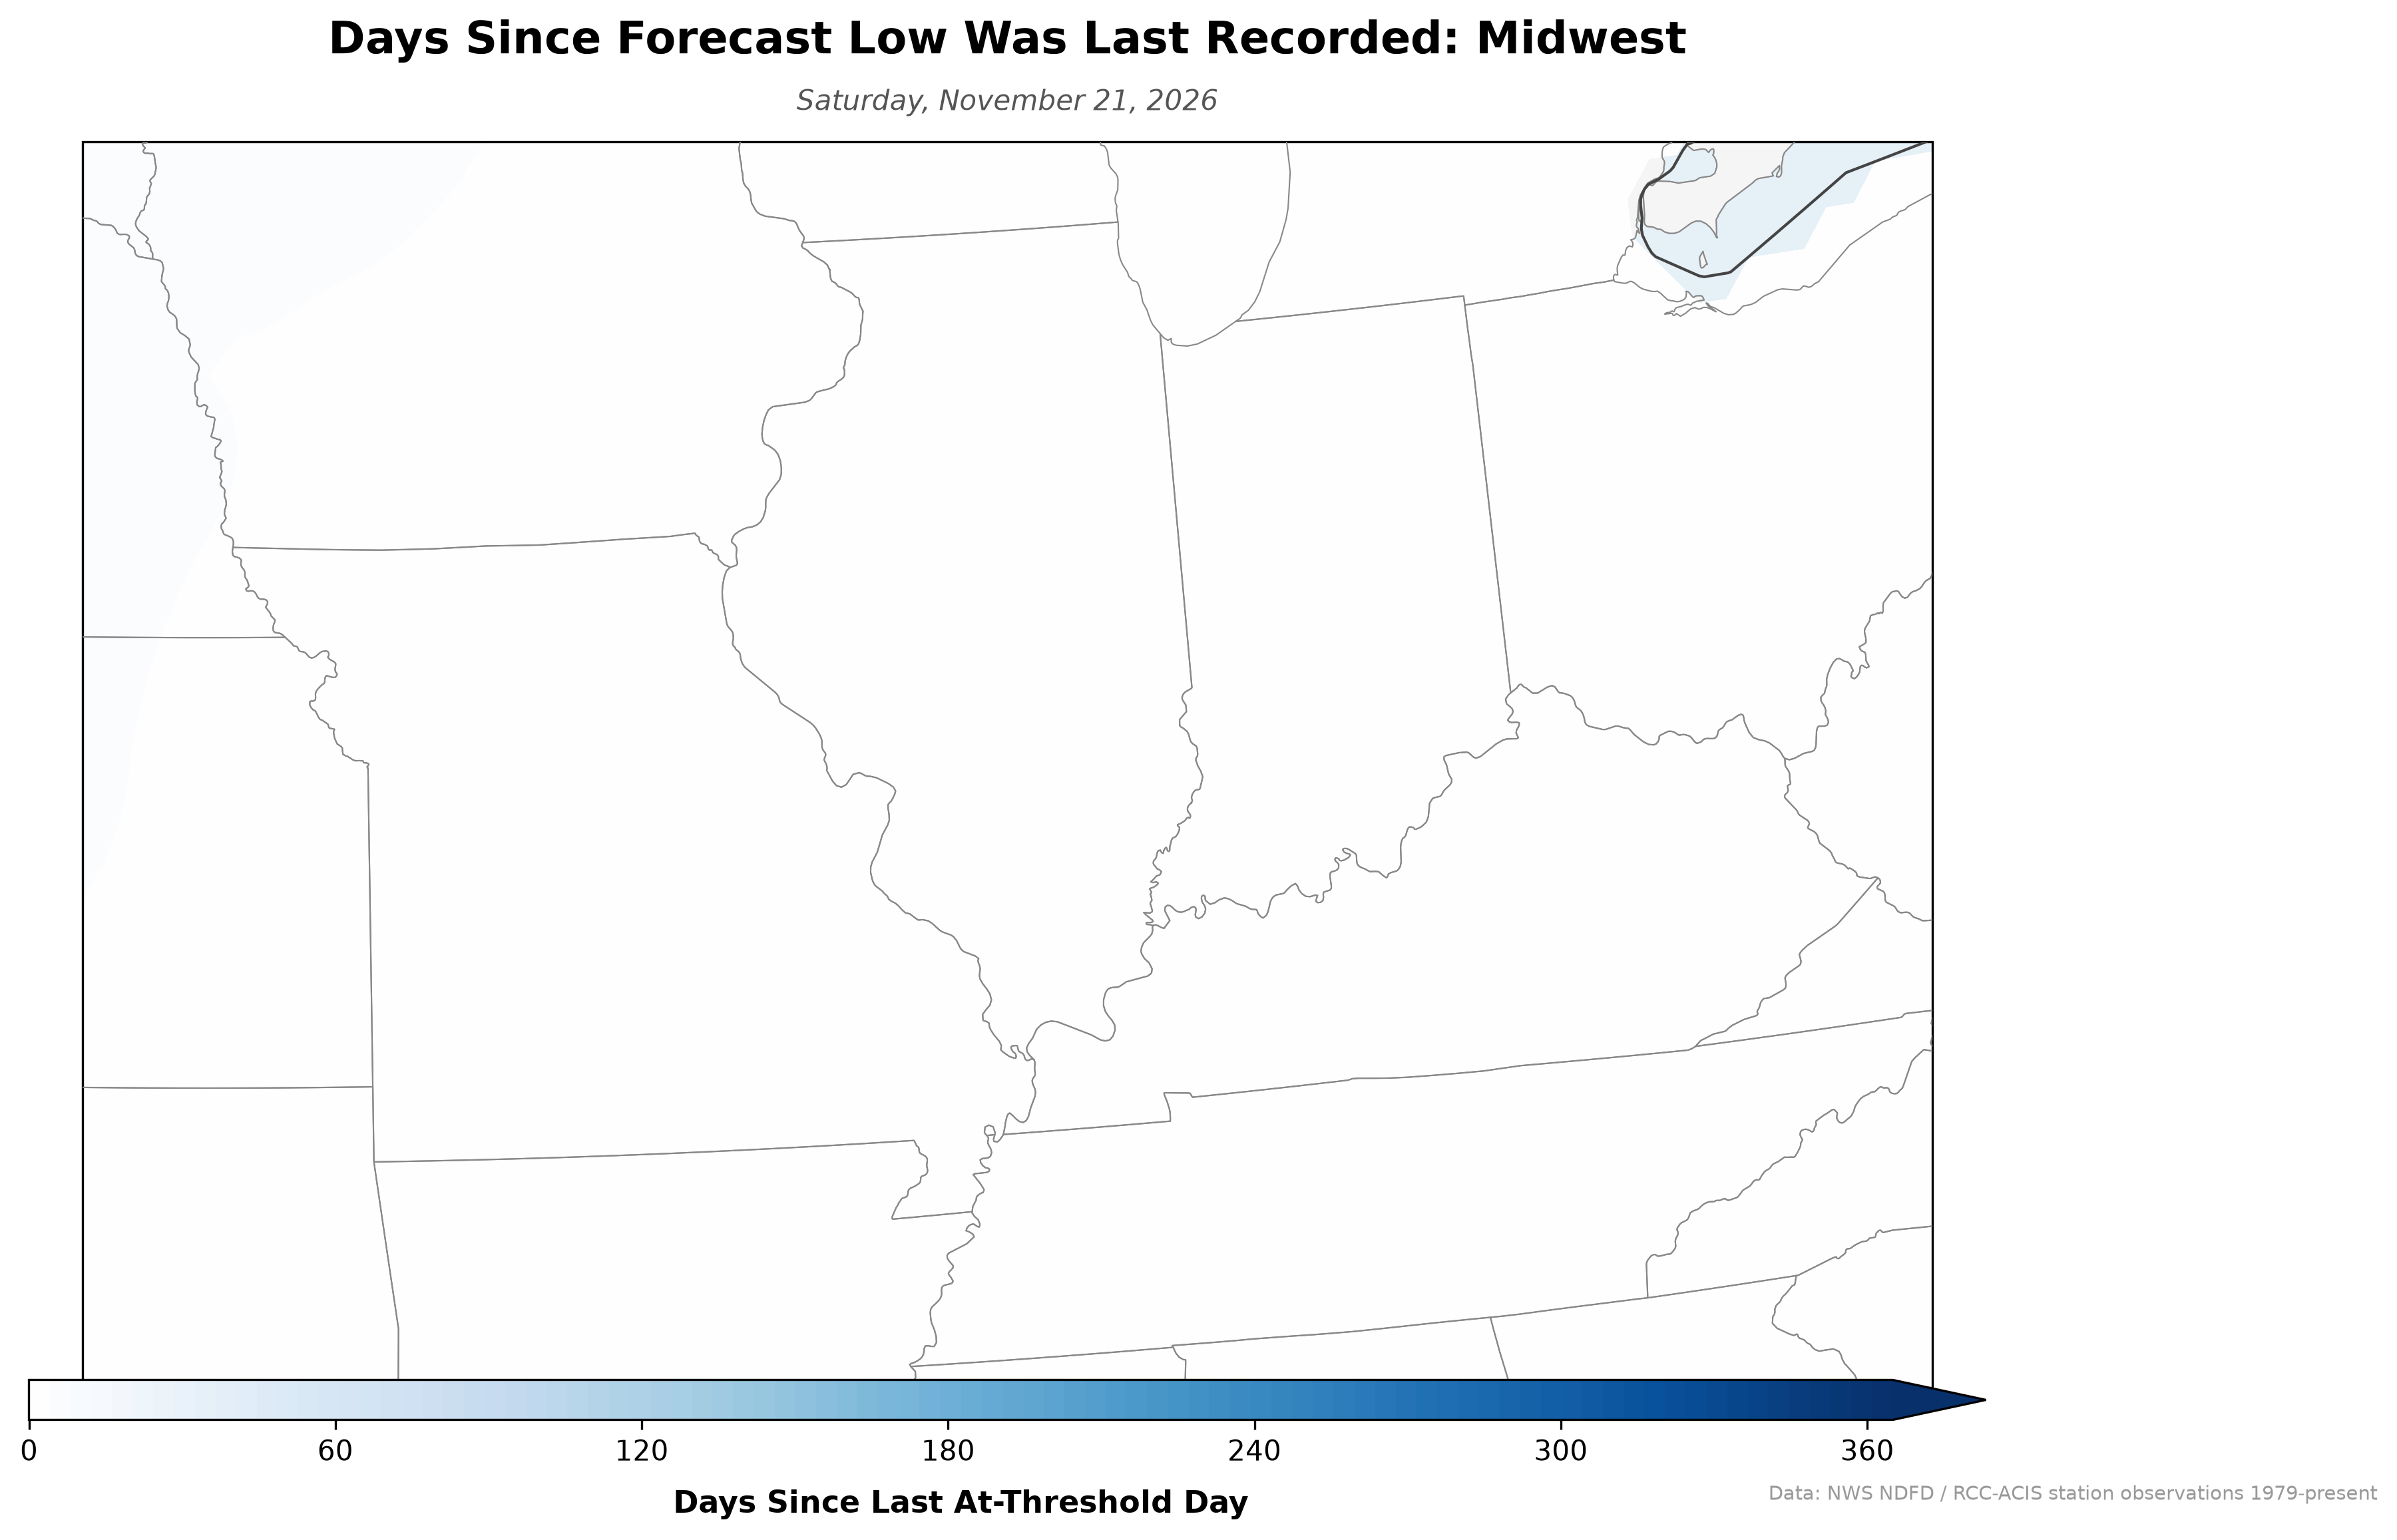 Days Since Forecast Low Was Last Recorded: Midwest
Saturday, November 21, 2026
0 60 120 180 240 300 360
Days Since Last At-Threshold Day
Data: NWS NDFD / RCC-ACIS station observations 1979-present